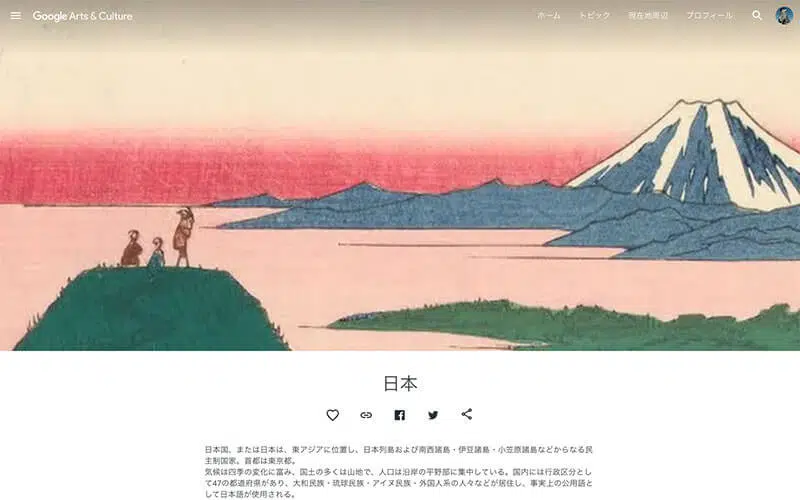 Google Arts & Culture
ホーム トピック 現在地周辺 プロフィール
日本
日本国、または日本は、東アジアに位置し、日本列島および南西諸島・伊豆諸島・小笠原諸島などからなる民
主制国家。首都は東京都。
気候は四季の変化に富み、国土の多くは山地で、人口は沿岸の平野部に集中している。国内には行政区分とし
て47の都道府県があり、大和民族・琉球民族・アイヌ民族・外国人系の人々などが居住し、事実上の公用語と
して日本語が使用される。